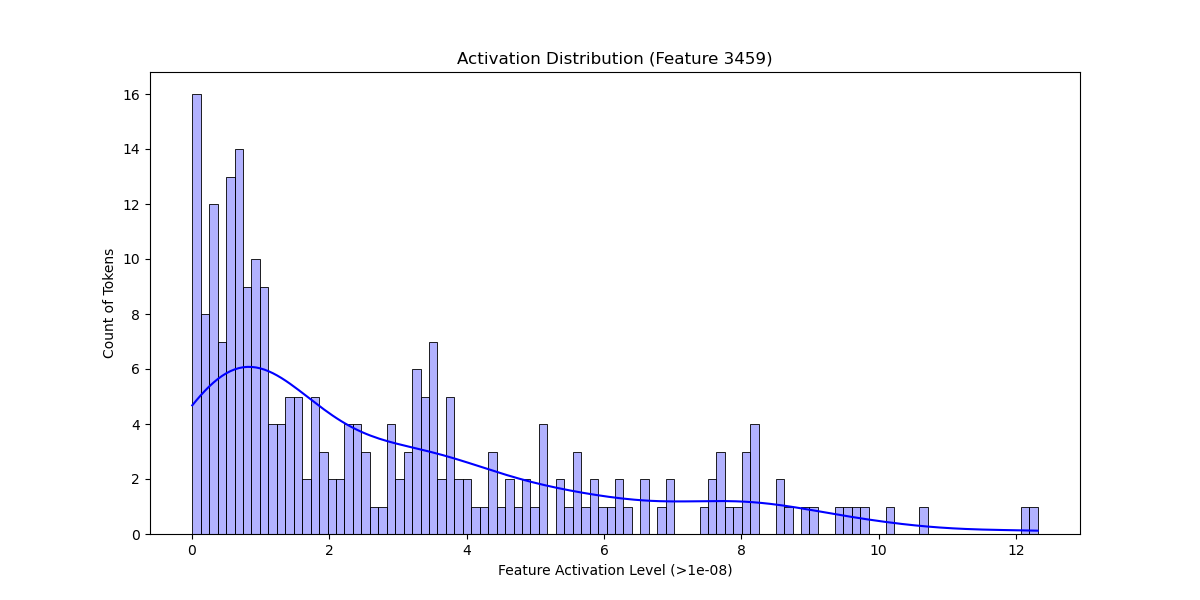 Activation Distribution (Feature 3459)
Count of Tokens
16
14
12
10
8
6
4
2
0
0 2 4 6 8 10 12
Feature Activation Level (>1e-08)